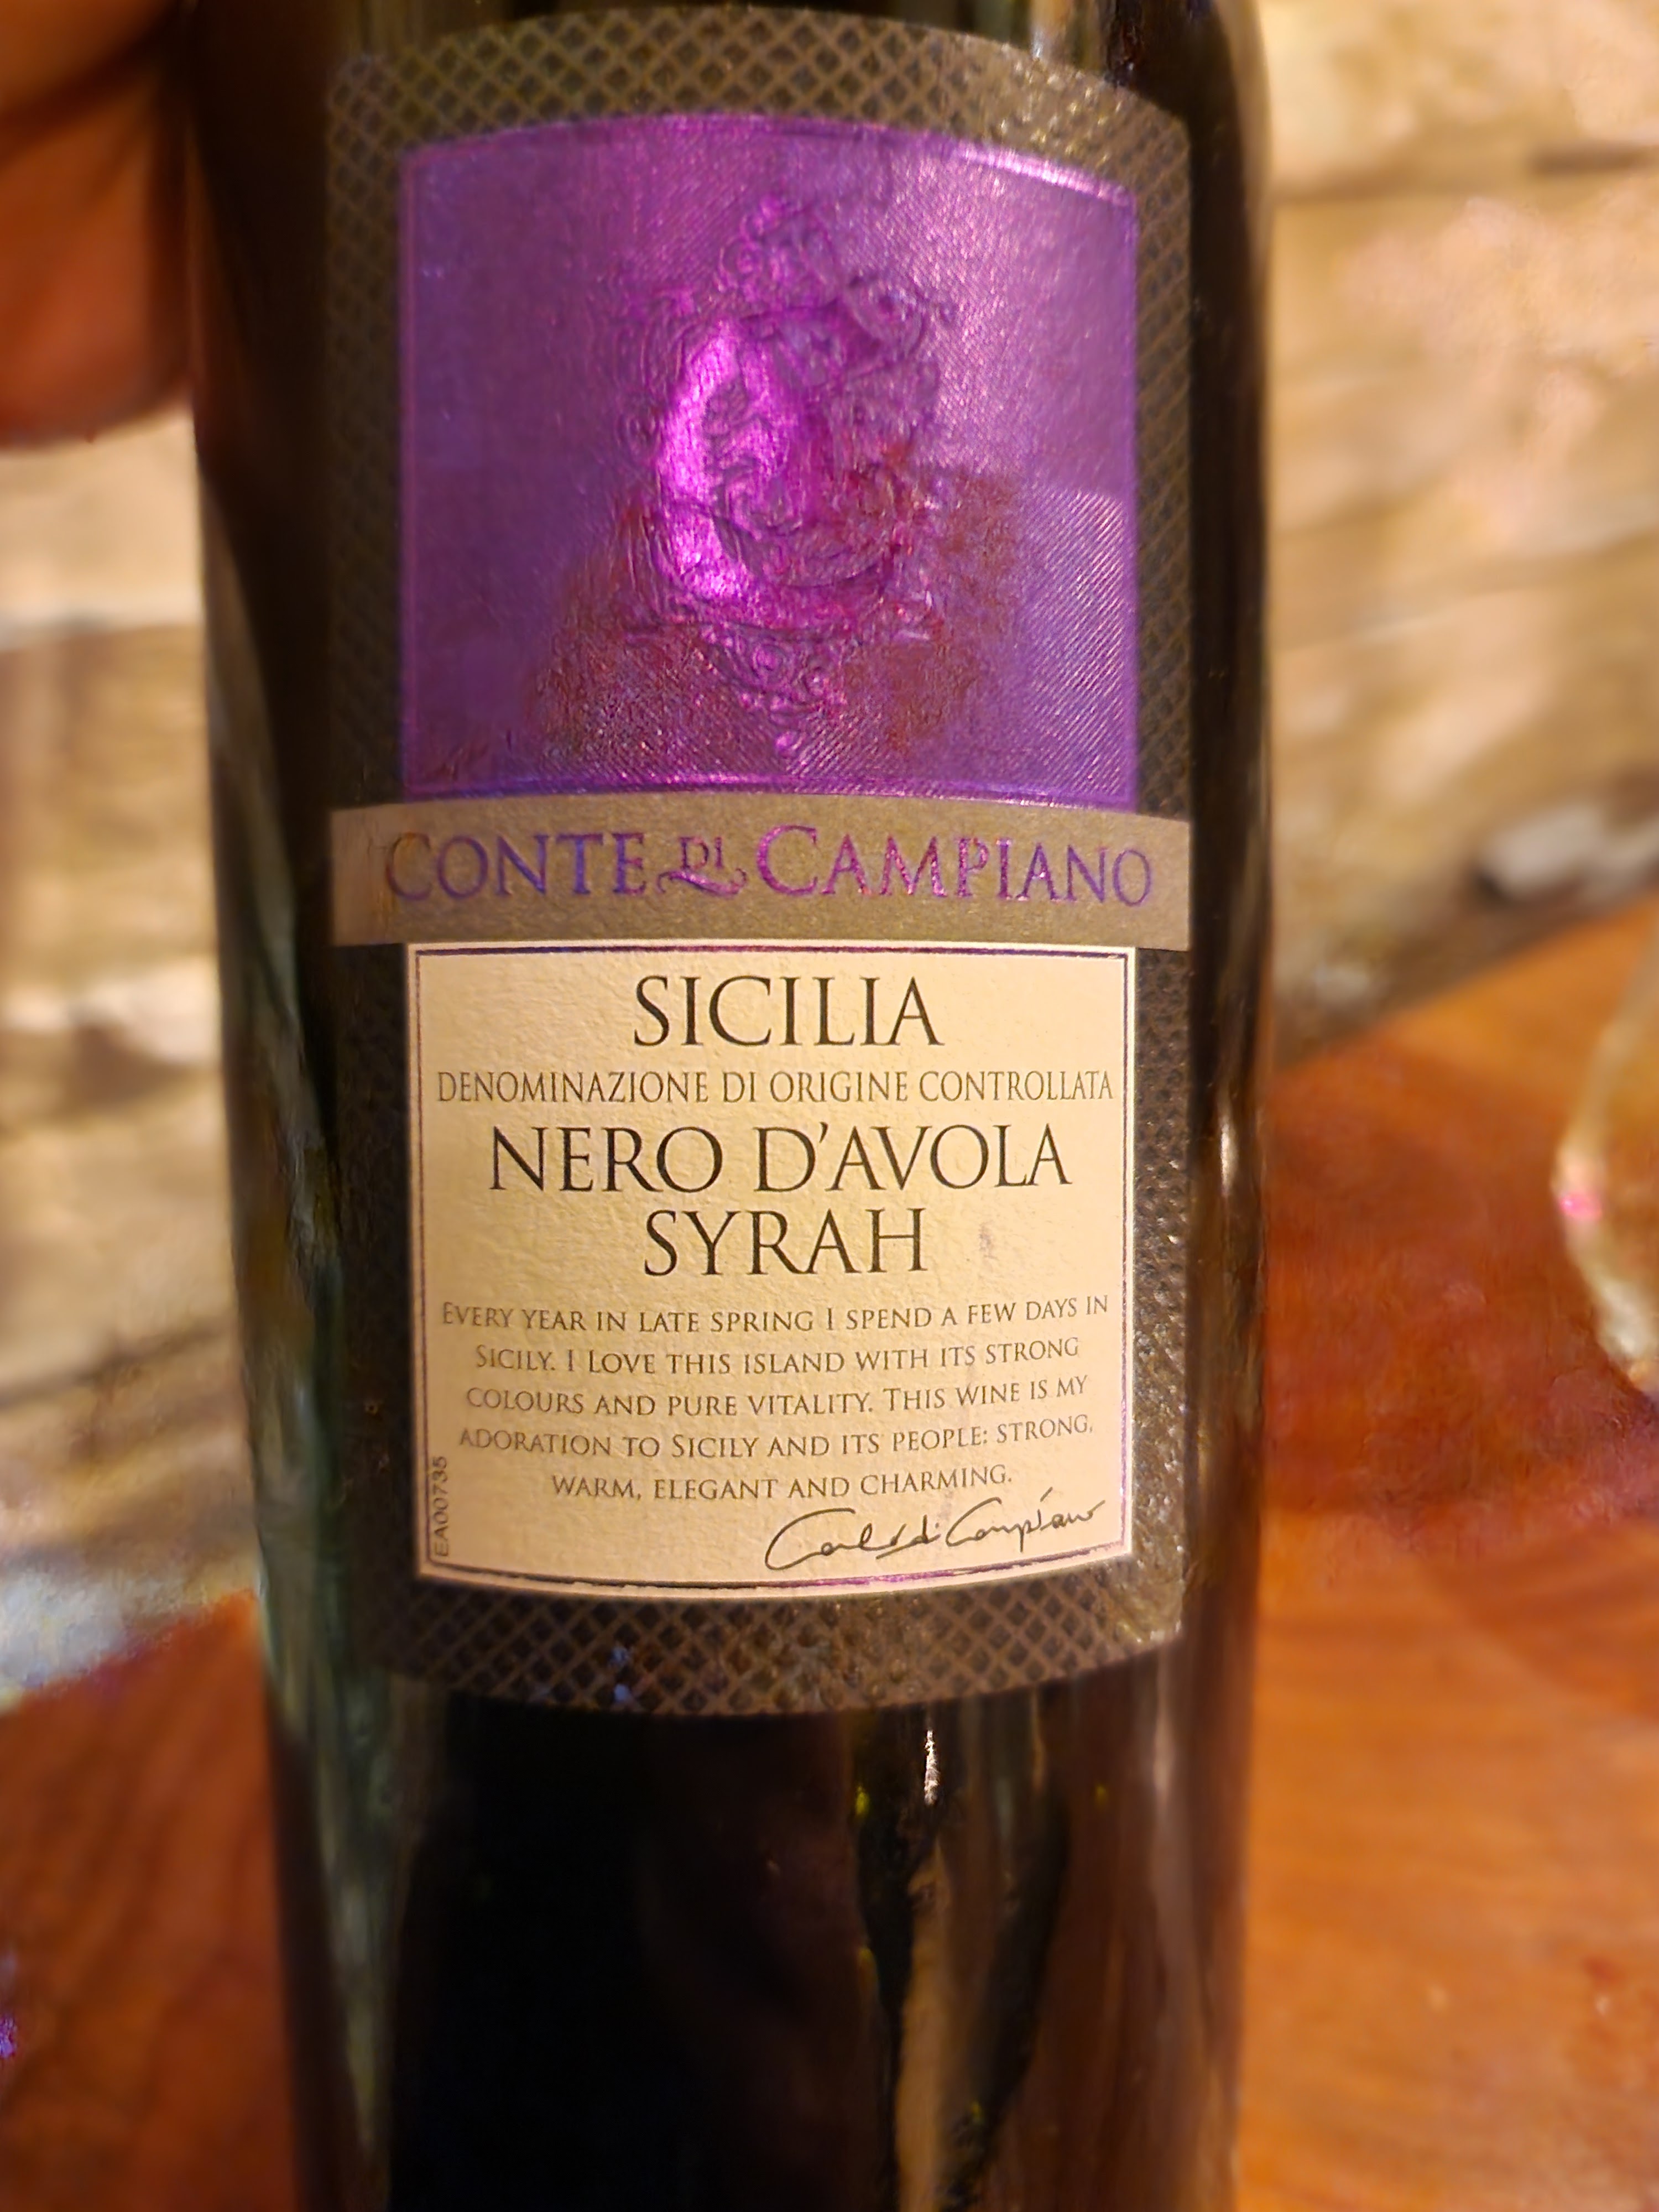 CONTE DI CAMPIANO
SICILIA
DENOMINAZIONE DI ORIGINE CONTROLLATA
NERO D'AVOLA
SYRAH
EVERY YEAR IN LATE SPRING I SPEND A FEW DAYS IN
SICILY. I LOVE THIS ISLAND WITH ITS STRONG
COLOURS AND PURE VITALITY. THIS WINE IS MY
ADORATION TO SICILY AND ITS PEOPLE: STRONG,
WARM, ELEGANT AND CHARMING.
di Campiano
EA00735